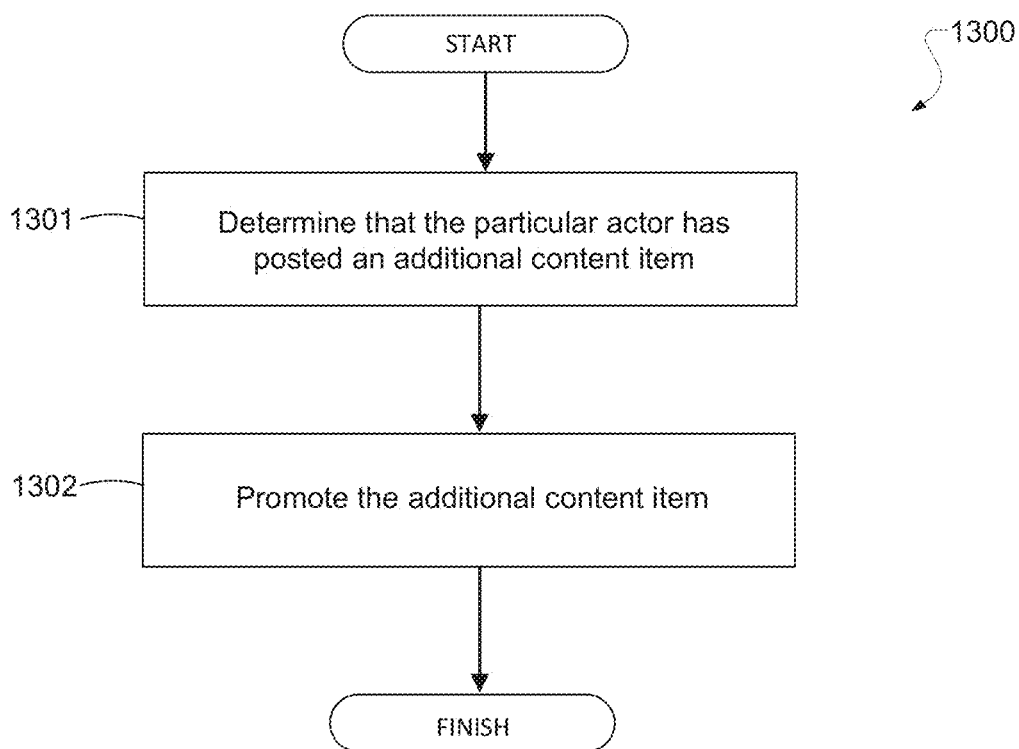 START
1300
1301
Determine that the particular actor has
posted an additional content item
1302
Promote the additional content item
FINISH